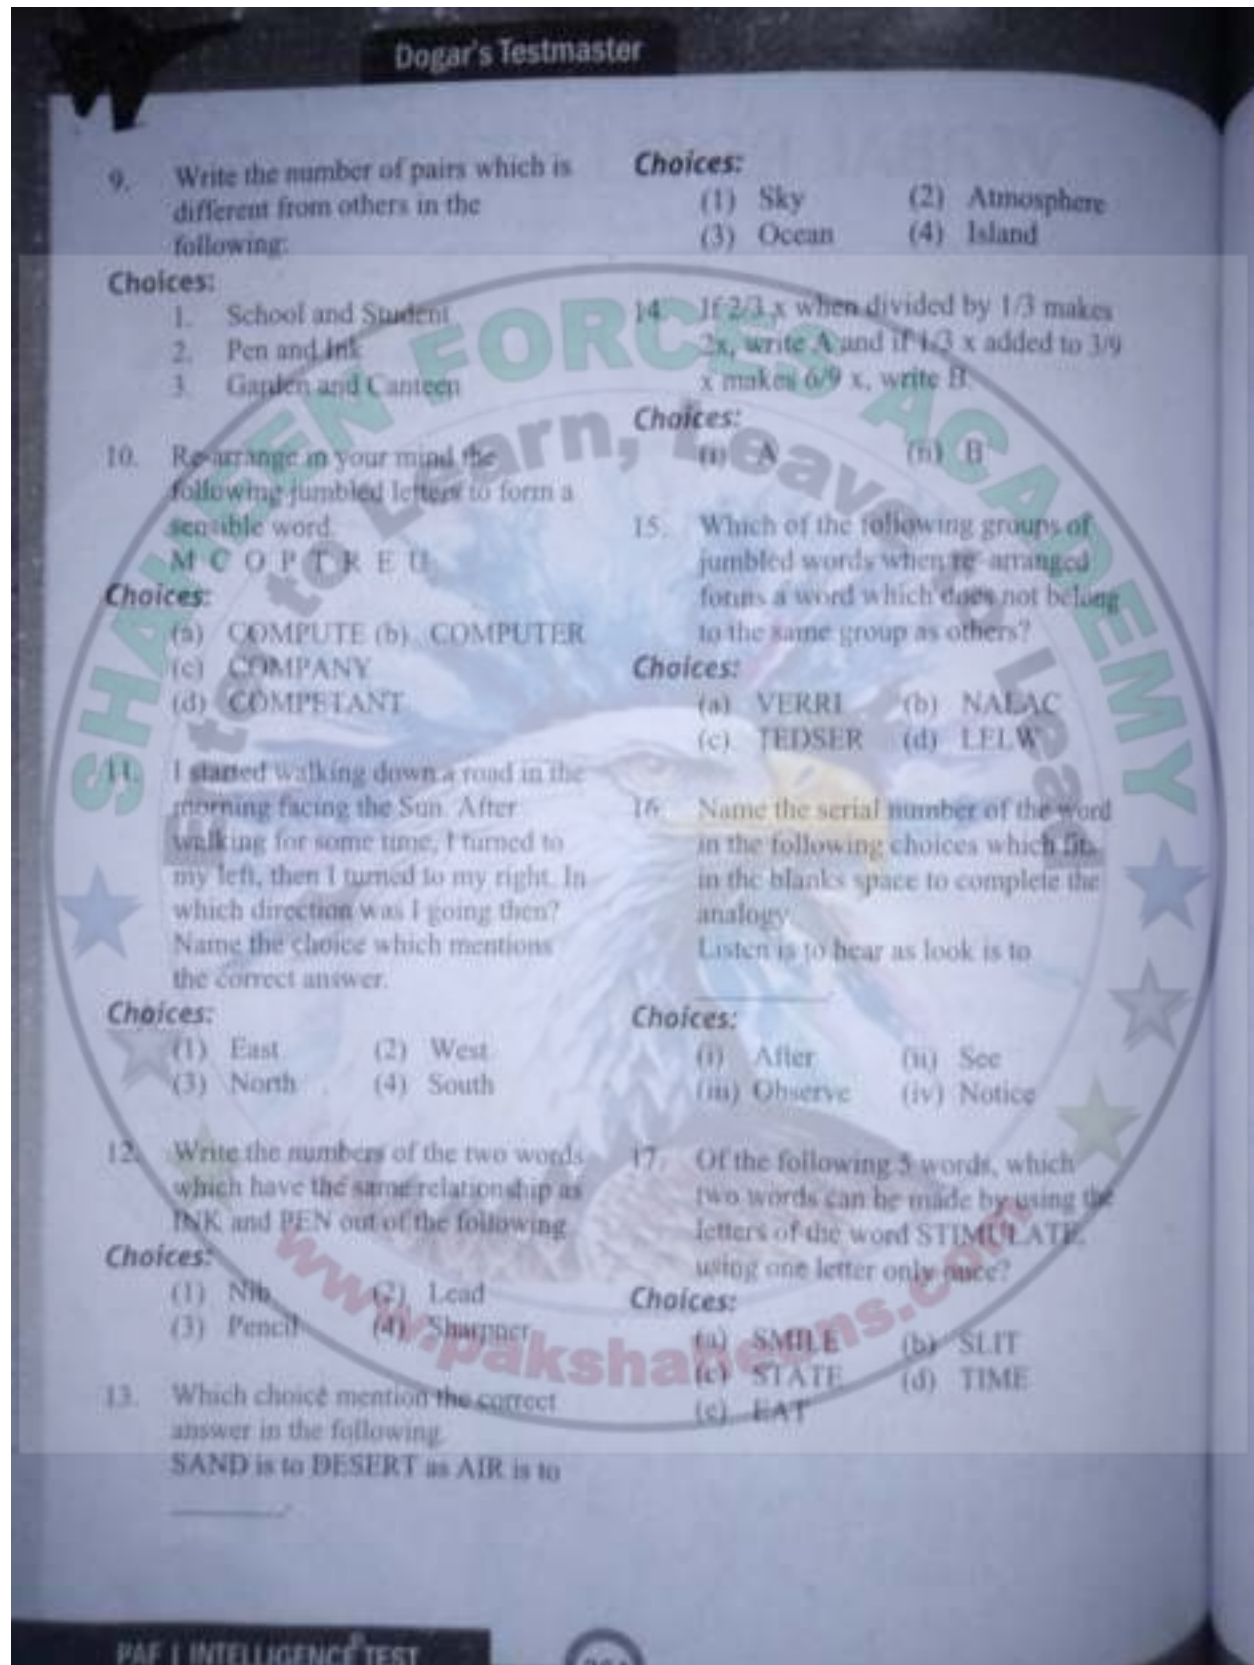 Dogar's Testmaster
9. Write the number of pairs which is
different from others in the
following:
Choices:
1. School and Student
2. Pen and Ink
3. Garden and Canteen
10. Re-arrange in your mind the
following jumbled letters to form a
sensible word.
M C O P T R E U
Choices:
(a) COMPUTE (b) COMPUTER
(c) COMPANY
(d) COMPETANT
11. I started walking down a road in the
morning facing the Sun. After
walking for some time, I turned to
my left, then I turned to my right. In
which direction was I going then?
Name the choice which mentions
the correct answer.
Choices:
(1) East (2) West
(3) North (4) South
12. Write the numbers of the two words
which have the same relationship as
INK and PEN out of the following
Choices:
(1) Nib (2) Lead
(3) Pencil (4) Sharpner
13. Which choice mention the correct
answer in the following.
SAND is to DESERT as AIR is to
Choices:
(1) Sky (2) Atmosphere
(3) Ocean (4) Island
14. If 2/3 x when divided by 1/3 makes
2x, write A and if 1/3 x added to 3/9
x makes 6/9 x, write B.
Choices:
(i) A (ii) B
15. Which of the following groups of
jumbled words when re-arranged
forms a word which does not belong
to the same group as others?
Choices:
(a) VERRI (b) NALAC
(c) TEDSER (d) LELW
16. Name the serial number of the word
in the following choices which fits
in the blanks space to complete the
analogy.
Listen is to hear as look is to
Choices:
(i) After (ii) See
(iii) Observe (iv) Notice
17. Of the following 5 words, which
two words can be made by using the
letters of the word STIMULATE
using one letter only once?
Choices:
(a) SMILE (b) SLIT
(c) STATE (d) TIME
(e) EAT
PAF | INTELLIGENCE TEST
SHAHEEN FORCES ACADEMY
Enter to Learn, Leave to Lead
www.pakshaheens.com